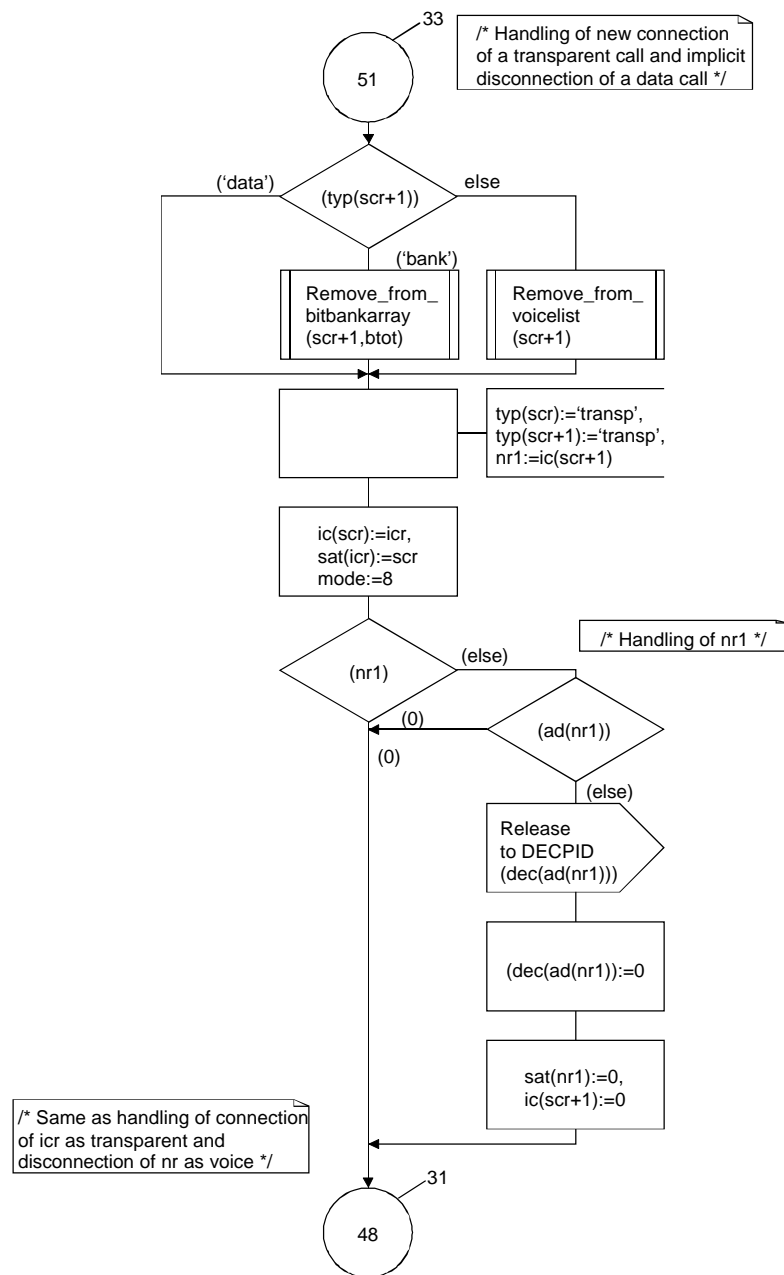 33
/* Handling of new connection
of a transparent call and implicit
disconnection of a data call */
51
(‘data’)
(typ(scr+1))
else
(‘bank’)
Remove_from_
bitbankarray
(scr+1,btot)
Remove_from_
voicelist
(scr+1)
typ(scr):=‘transp’,
typ(scr+1):=‘transp’,
nr1:=ic(scr+1)
ic(scr):=icr,
sat(icr):=scr
mode:=8
/* Handling of nr1 */
(nr1)
(else)
(0)
(ad(nr1))
(0)
(else)
Release
to DECPID
(dec(ad(nr1)))
(dec(ad(nr1)):=0
sat(nr1):=0,
ic(scr+1):=0
/* Same as handling of connection
of icr as transparent and
disconnection of nr as voice */
31
48